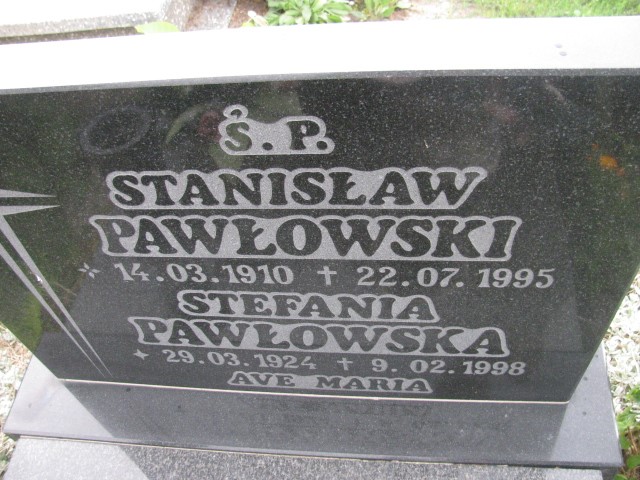 Ś.P.
STANISŁAW
PAWŁOWSKI
* 14.03.1910 † 22.07.1995
STEFANIA
PAWŁOWSKA
* 29.03.1924 † 9.02.1998
AVE MARIA